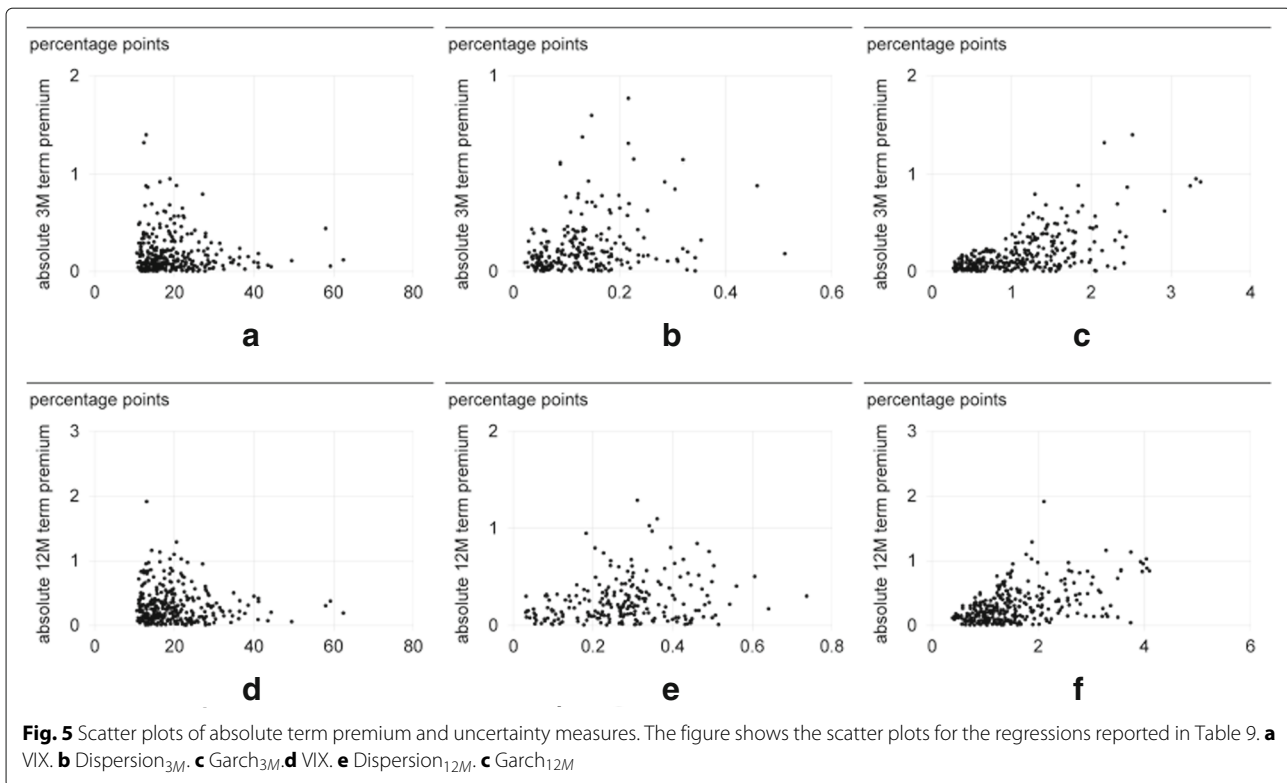 percentage points
percentage points
percentage points
absolute 3M term premium
2
1
0
0 20 40 60 80
a
absolute 3M term premium
1
0
0 0.2 0.4 0.6
b
absolute 3M term premium
2
1
0
0 1 2 3 4
c
percentage points
percentage points
percentage points
absolute 12M term premium
3
2
1
0
0 20 40 60 80
d
absolute 12M term premium
2
1
0
0 0.2 0.4 0.6 0.8
e
absolute 12M term premium
3
2
1
0
0 2 4 6
f
Fig. 5 Scatter plots of absolute term premium and uncertainty measures. The figure shows the scatter plots for the regressions reported in Table 9. a
VIX. b Dispersion3M. c Garch3M.d VIX. e Dispersion12M. c Garch12M